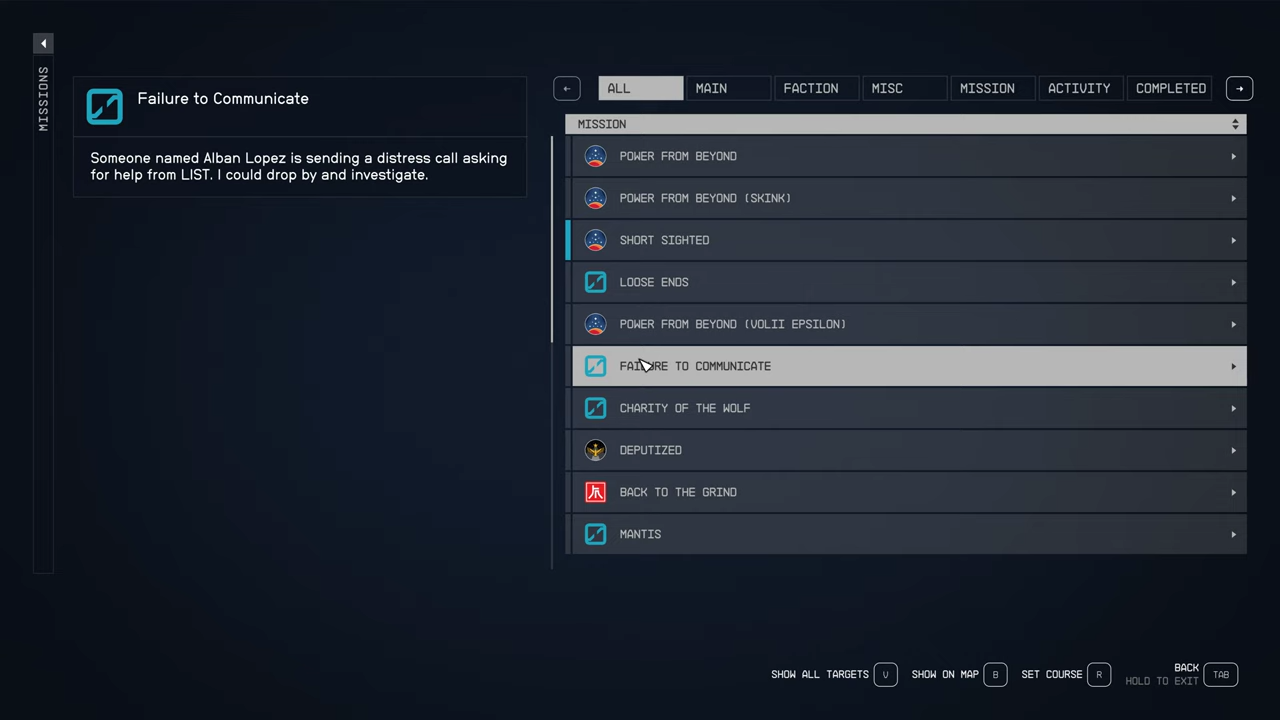 MISSIONS
Failure to Communicate
Someone named Alban Lopez is sending a distress call asking
for help from LIST. I could drop by and investigate.
ALL MAIN FACTION MISC MISSION ACTIVITY COMPLETED
MISSION
POWER FROM BEYOND
POWER FROM BEYOND (SKINK)
SHORT SIGHTED
LOOSE ENDS
POWER FROM BEYOND (VOLII EPSILON)
FAILURE TO COMMUNICATE
CHARITY OF THE WOLF
DEPUTIZED
BACK TO THE GRIND
MANTIS
SHOW ALL TARGETS V SHOW ON MAP B SET COURSE R BACK TAB
HOLD TO EXIT